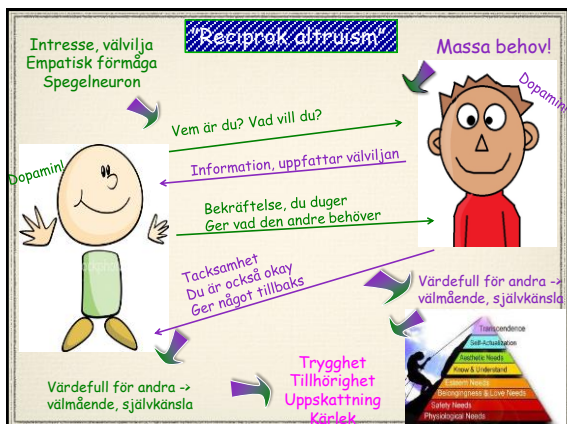 "Reciprok altruism"
Intresse, välvilja
Empatisk förmåga
Spegelneuron
Massa behov!
Dopamin!
Vem är du? Vad vill du?
Information, uppfattar välviljan
Dopamin!
Bekräftelse, du duger
Ger vad den andre behöver
Tacksamhet
Du är också okay
Ger något tillbaks
Värdefull för andra ->
välmående, självkänsla
Värdefull för andra ->
välmående, självkänsla
Trygghet
Tillhörighet
Uppskattning
Kärlek
Transcendence
Self-Actualization
Aesthetic Needs
Know & Understand
Esteem Needs
Belongingness & Love Needs
Safety Needs
Physiological Needs